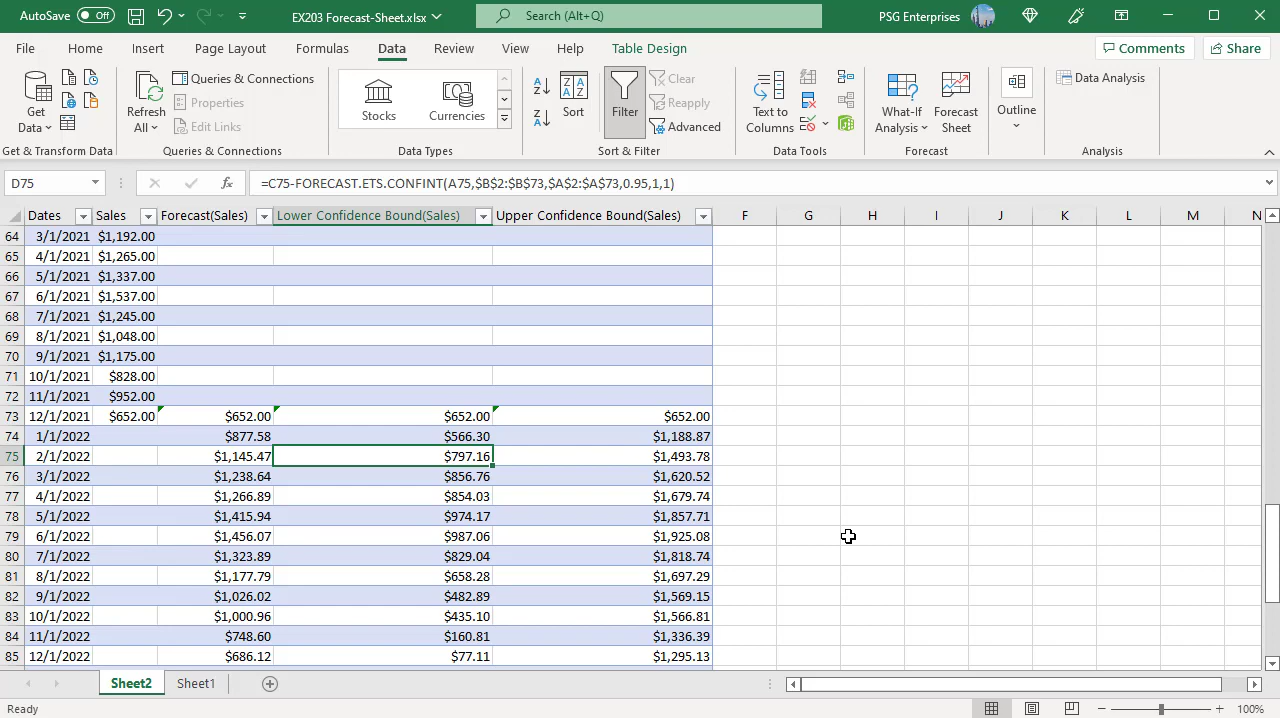 AutoSave Off EX203 Forecast-Sheet.xlsx Search (Alt+Q) PSG Enterprises
File Home Insert Page Layout Formulas Data Review View Help Table Design Comments Share
Get Data
Get & Transform Data
Refresh All
Queries & Connections
Properties
Edit Links
Queries & Connections
Stocks
Currencies
Data Types
Sort
Filter
Clear
Reapply
Advanced
Sort & Filter
Text to Columns
Data Tools
What-If Analysis
Forecast Sheet
Forecast
Outline
Data Analysis
Analysis
D75 fx =C75-FORECAST.ETS.CONFINT(A75,$B$2:$B$73,$A$2:$A$73,0.95,1,1)
Dates Sales Forecast(Sales) Lower Confidence Bound(Sales) Upper Confidence Bound(Sales) F G H I J K L M N
64 3/1/2021 $1,192.00
65 4/1/2021 $1,265.00
66 5/1/2021 $1,337.00
67 6/1/2021 $1,537.00
68 7/1/2021 $1,245.00
69 8/1/2021 $1,048.00
70 9/1/2021 $1,175.00
71 10/1/2021 $828.00
72 11/1/2021 $952.00
73 12/1/2021 $652.00 $652.00 $652.00 $652.00
74 1/1/2022 $877.58 $566.30 $1,188.87
75 2/1/2022 $1,145.47 $797.16 $1,493.78
76 3/1/2022 $1,238.64 $856.76 $1,620.52
77 4/1/2022 $1,266.89 $854.03 $1,679.74
78 5/1/2022 $1,415.94 $974.17 $1,857.71
79 6/1/2022 $1,456.07 $987.06 $1,925.08
80 7/1/2022 $1,323.89 $829.04 $1,818.74
81 8/1/2022 $1,177.79 $658.28 $1,697.29
82 9/1/2022 $1,026.02 $482.89 $1,569.15
83 10/1/2022 $1,000.96 $435.10 $1,566.81
84 11/1/2022 $748.60 $160.81 $1,336.39
85 12/1/2022 $686.12 $77.11 $1,295.13
Sheet2 Sheet1
Ready 100%